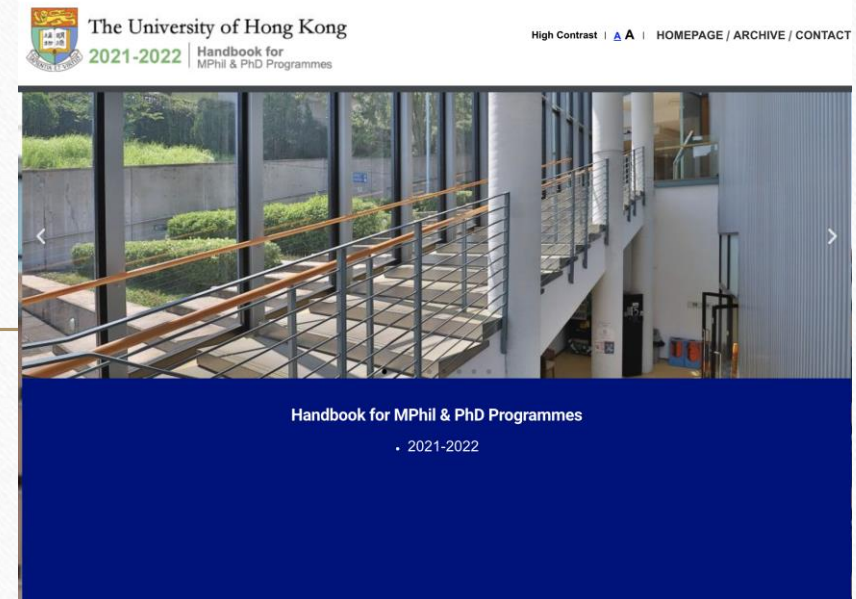 The University of Hong Kong
2021-2022 | Handbook for
MPhil & PhD Programmes
High Contrast | A A | HOMEPAGE / ARCHIVE / CONTACT
Handbook for MPhil & PhD Programmes
• 2021-2022